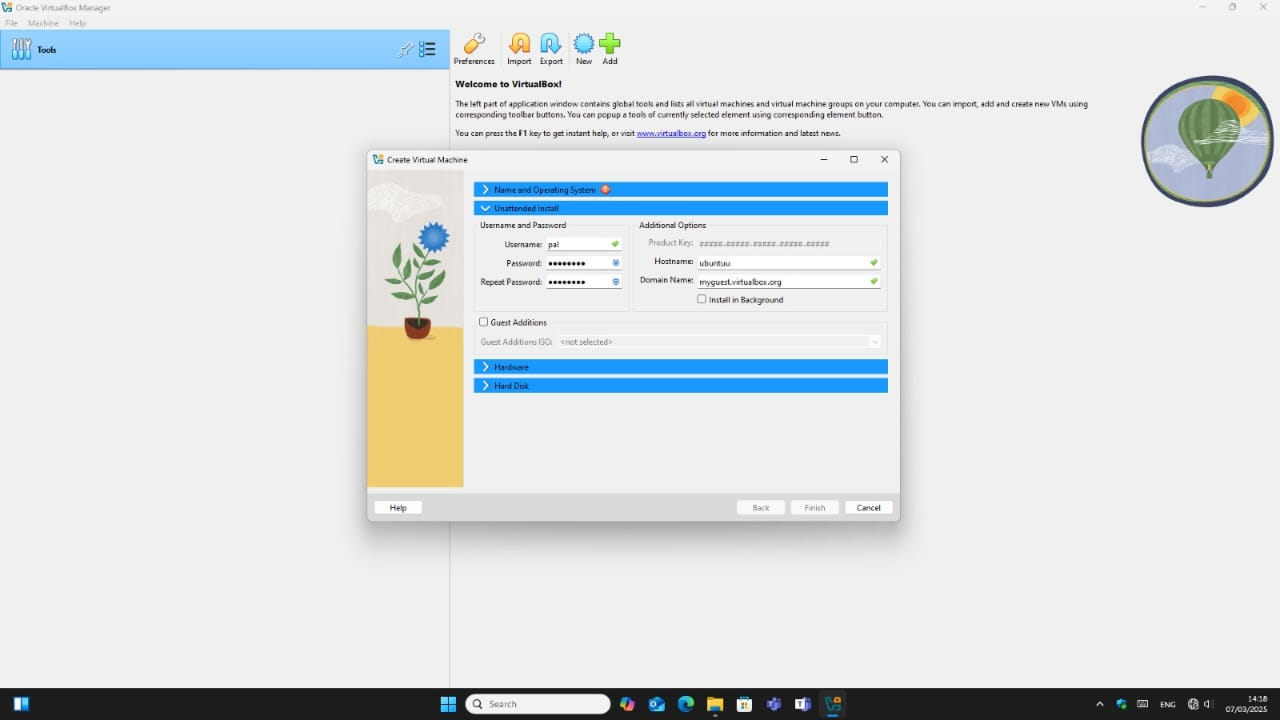 Oracle VirtualBox Manager
File Machine Help
Tools
Preferences Import Export New Add
Welcome to VirtualBox!
The left part of application window contains global tools and lists all virtual machines and virtual machine groups on your computer. You can import, add and create new VMs using
corresponding toolbar buttons. You can popup a tools of currently selected element using corresponding element button.
You can press the F1 key to get instant help, or visit www.virtualbox.org for more information and latest news.
Create Virtual Machine
Name and Operating System
Unattended Install
Username and Password
Username: pal
Password: ●●●●●●●●
Repeat Password: ●●●●●●●●
Additional Options
Product Key: #####-#####-#####-#####-#####
Hostname: ubuntuu
Domain Name: myguest.virtualbox.org
Install in Background
Guest Additions
Guest Additions ISO: <not selected>
Hardware
Hard Disk
Help Back Finish Cancel
Search
ENG
14:18
07/03/2025